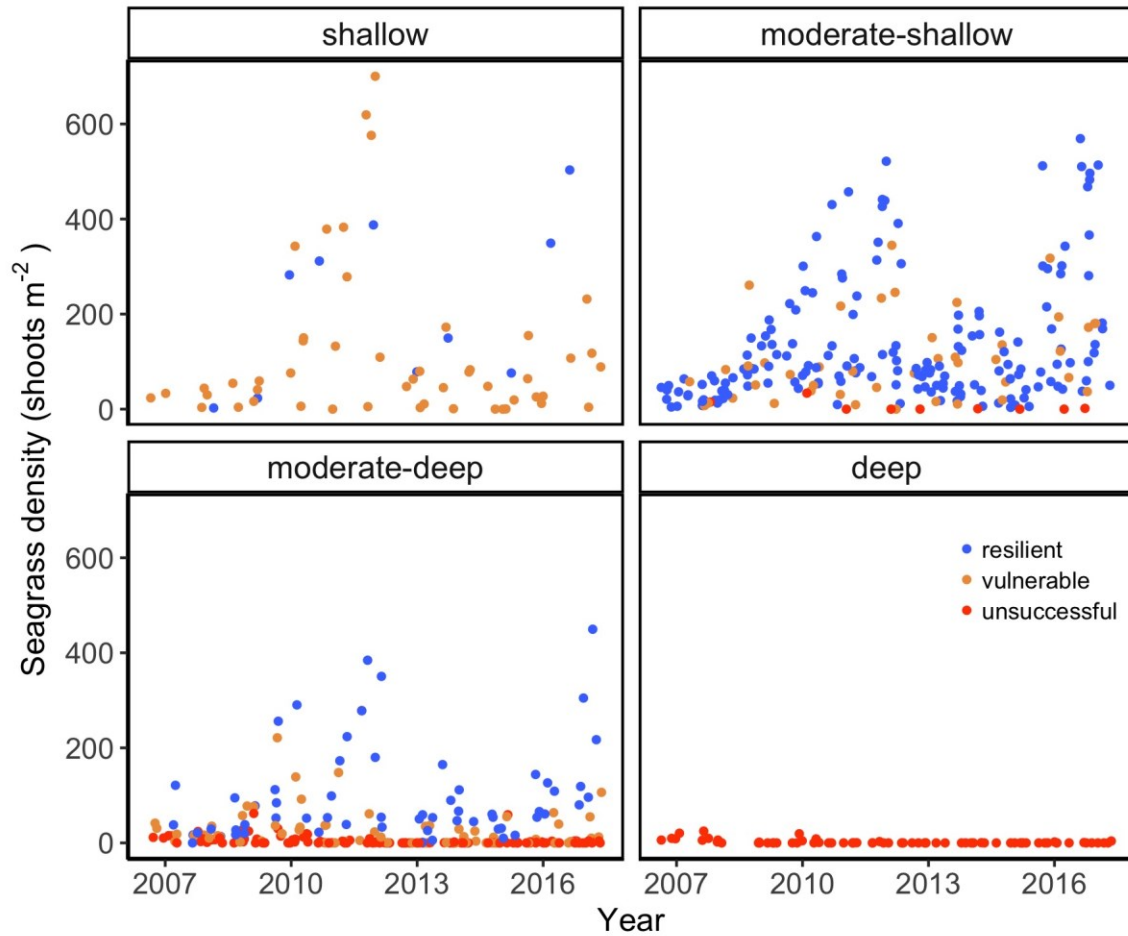 shallow
moderate-shallow
600
400
200
0
moderate-deep
deep
600
400
200
0
resilient
vulnerable
unsuccessful
2007 2010 2013 2016
2007 2010 2013 2016
Year
Seagrass density (shoots m⁻²)